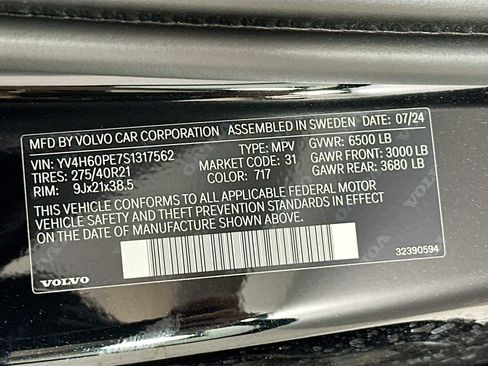 MFD BY VOLVO CAR CORPORATION ASSEMBLED IN SWEDEN DATE: 07/24
VIN: YV4H60PE7S1317562 TYPE: MPV GVWR: 6500 LB
TIRES: 275/40R21 MARKET CODE: 31 GAWR FRONT: 3000 LB
RIM: 9Jx21x38.5 COLOR: 717 GAWR REAR: 3680 LB
THIS VEHICLE CONFORMS TO ALL APPLICABLE FEDERAL MOTOR
VEHICLE SAFETY AND THEFT PREVENTION STANDARDS IN EFFECT ON
THE DATE OF MANUFACTURE SHOWN ABOVE.
32390594
VOLVO